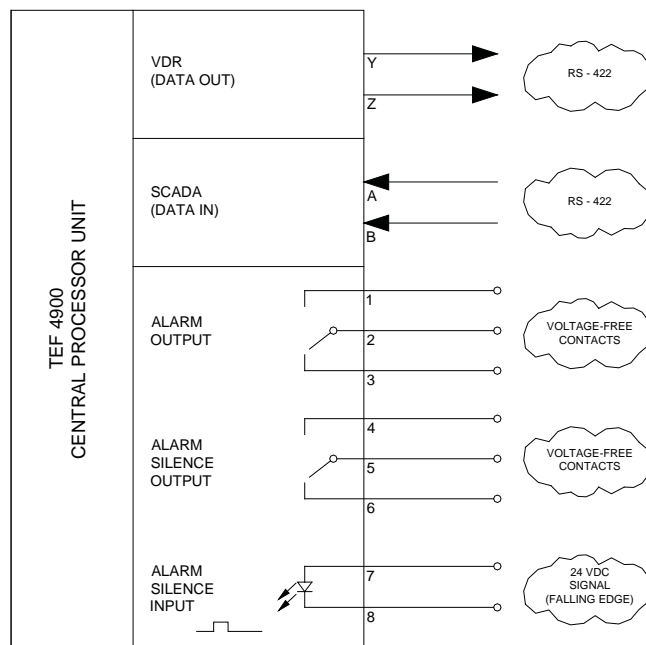 TEF 4900
CENTRAL PROCESSOR UNIT
VDR
(DATA OUT)
Y
Z
RS - 422
SCADA
(DATA IN)
A
B
RS - 422
ALARM
OUTPUT
1
2
3
VOLTAGE-FREE
CONTACTS
ALARM
SILENCE
OUTPUT
4
5
6
VOLTAGE-FREE
CONTACTS
ALARM
SILENCE
INPUT
7
8
24 VDC
SIGNAL
(FALLING EDGE)